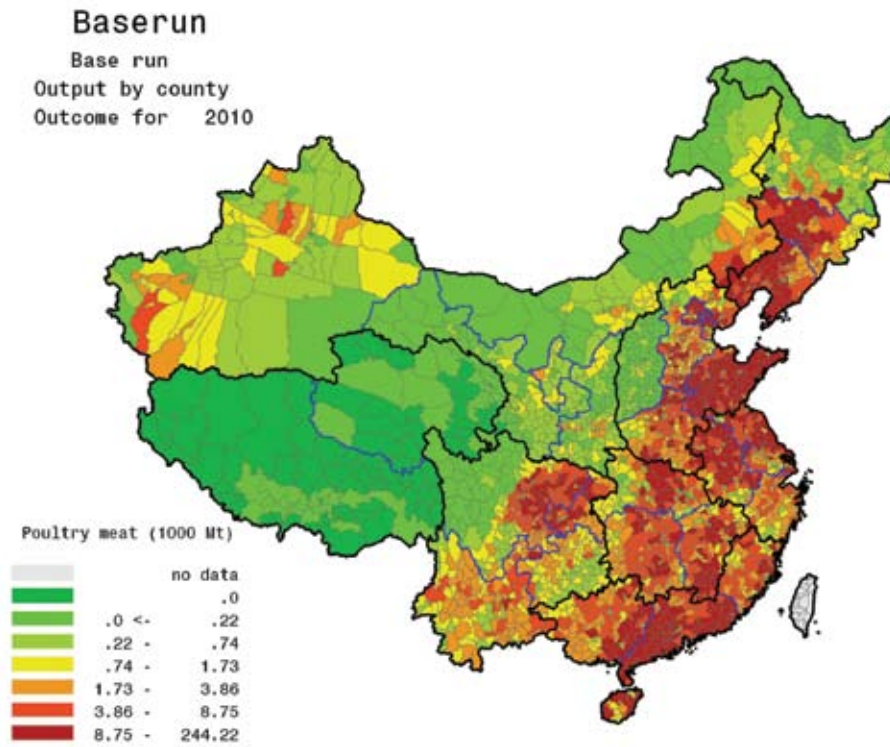 Baserun
Base run
Output by county
Outcome for 2010
Poultry meat (1000 Mt)
no data
.0
.0 <- .22
.22 - .74
.74 - 1.73
1.73 - 3.86
3.86 - 8.75
8.75 - 244.22